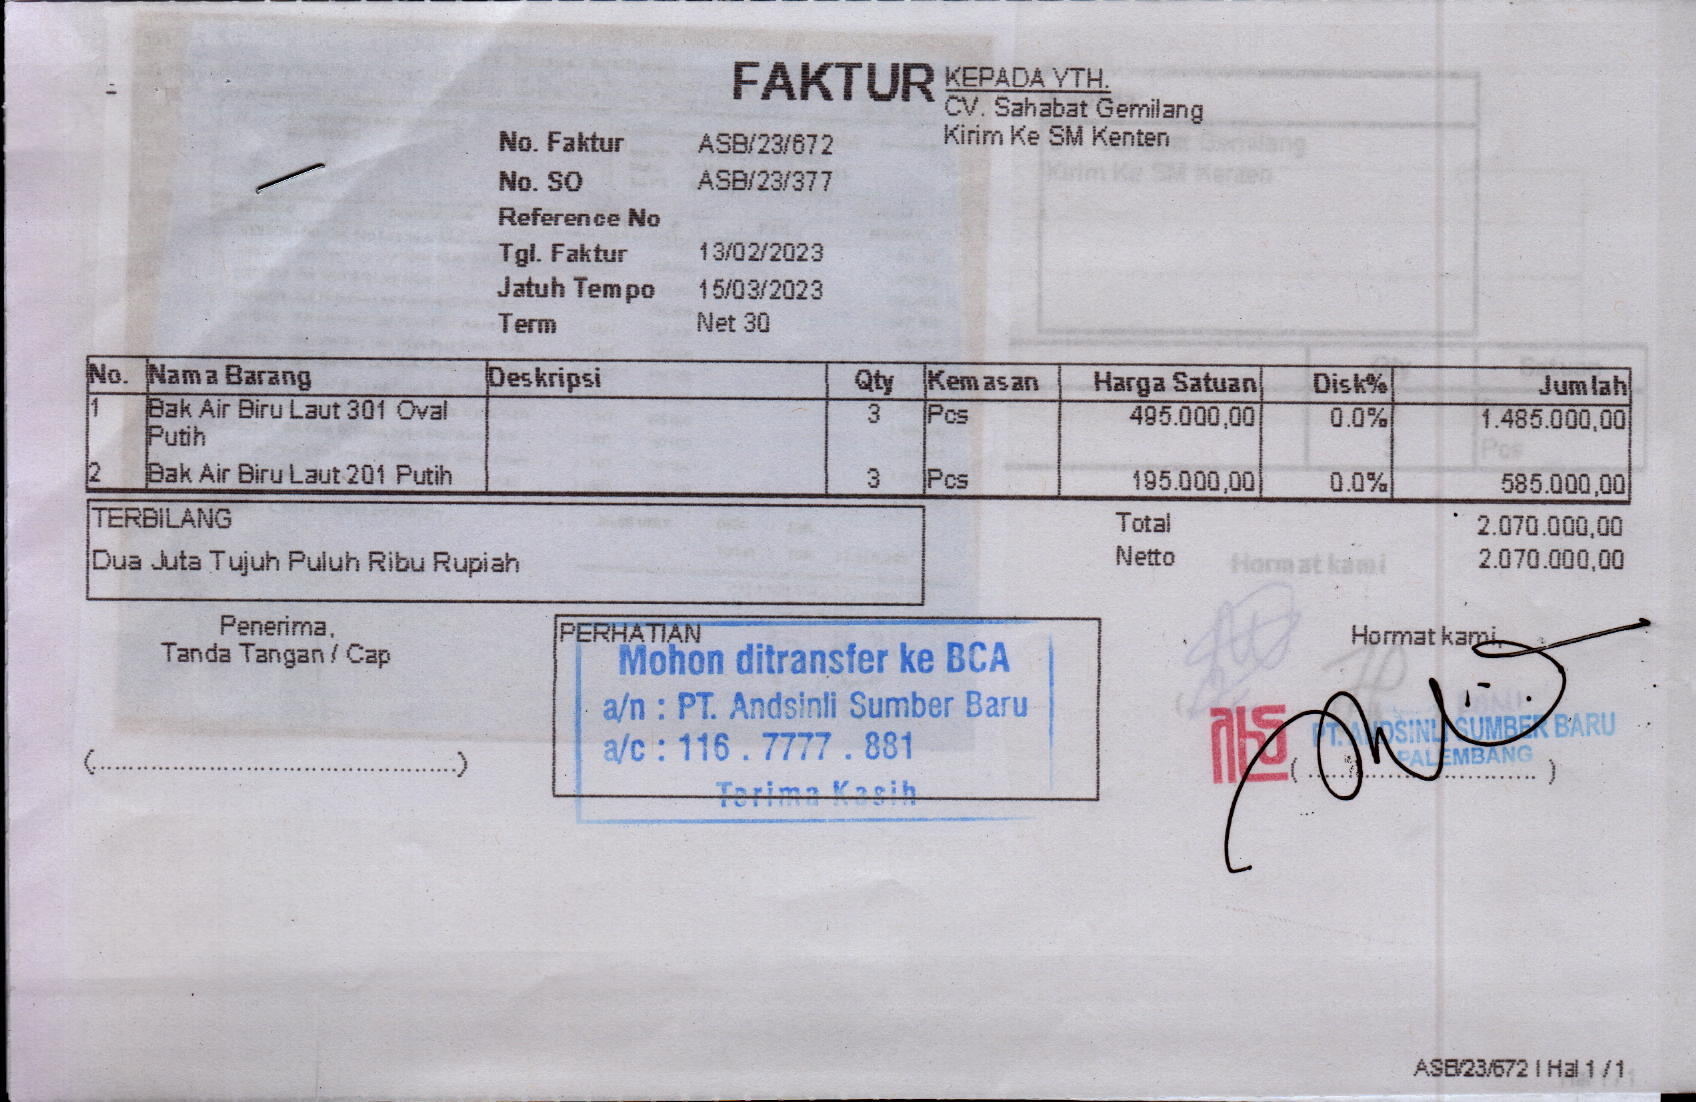 FAKTUR
KEPADA YTH.
CV. Sahabat Gemilang
Kirim Ke SM Kenten
No. Faktur ASB/23/672
No. SO ASB/23/377
Reference No
Tgl. Faktur 13/02/2023
Jatuh Tempo 15/03/2023
Term Net 30
No. Nama Barang Deskripsi Qty Kemasan Harga Satuan Disk% Jumlah
1 Bak Air Biru Laut 301 Oval 3 Pcs 495.000,00 0.0% 1.485.000,00
Putih
2 Bak Air Biru Laut 201 Putih 3 Pcs 195.000,00 0.0% 585.000,00
TERBILANG
Dua Juta Tujuh Puluh Ribu Rupiah
Total 2.070.000,00
Netto 2.070.000,00
Penerima,
Tanda Tangan / Cap
(................................................)
PERHATIAN
Mohon ditransfer ke BCA
a/n : PT. Andsinli Sumber Baru
a/c : 116 . 7777 . 881
Terima Kasih
Hormat kami
Hormat kami,
PT. ANDSINLI SUMBER BARU
PALEMBANG
( .............................. )
ASB/23/672 | Hal 1 / 1